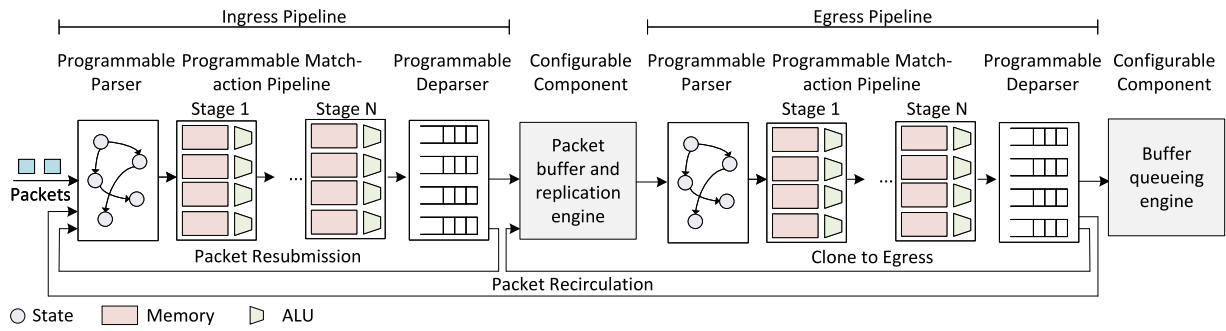 Ingress Pipeline
Egress Pipeline
Programmable Parser
Programmable Match-
action Pipeline
Programmable Deparser
Configurable Component
Programmable Parser
Programmable Match-
action Pipeline
Programmable Deparser
Configurable Component
Stage 1
Stage N
Stage 1
Stage N
Packets
...
Packet
buffer and
replication
engine
...
Buffer
queueing
engine
Packet Resubmission
Clone to Egress
Packet Recirculation
State
Memory
ALU